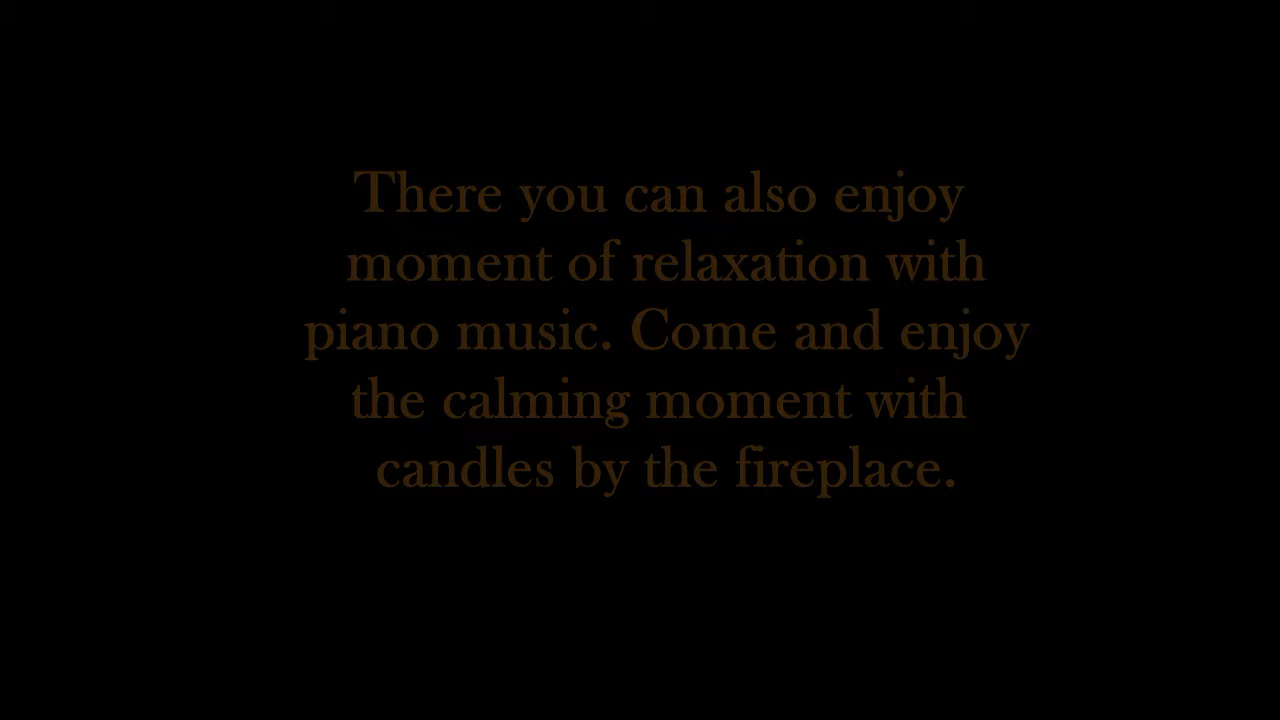 There you can also enjoy
moment of relaxation with
piano music. Come and enjoy
the calming moment with
candles by the fireplace.